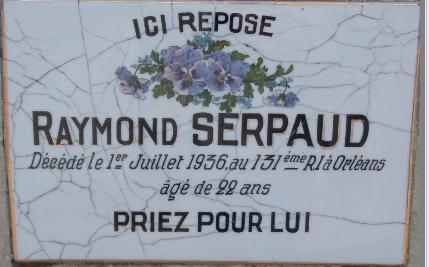 ICI REPOSE
RAYMOND SERPAUD
Décédé le 1er Juillet 1936, au 131ème RI à Orléans
âgé de 22 ans
PRIEZ POUR LUI